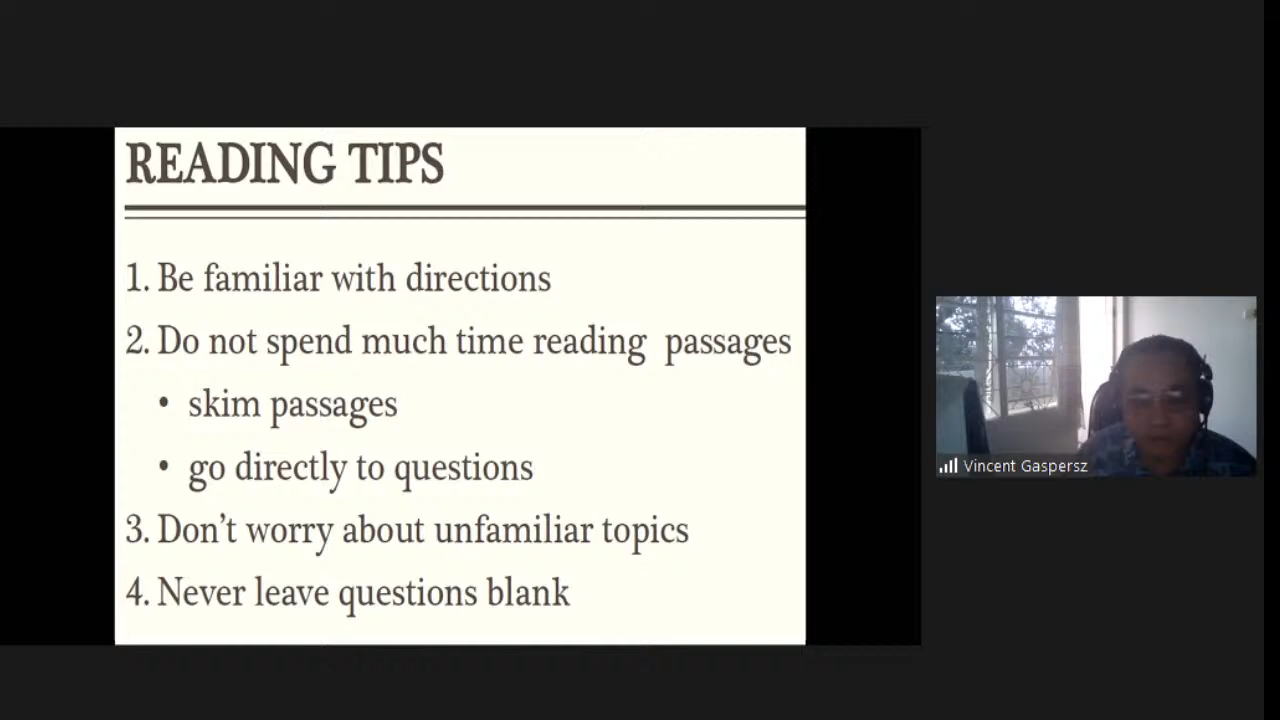 READING TIPS
1. Be familiar with directions
2. Do not spend much time reading  passages
• skim passages
• go directly to questions
3. Don’t worry about unfamiliar topics
4. Never leave questions blank
Vincent Gaspersz